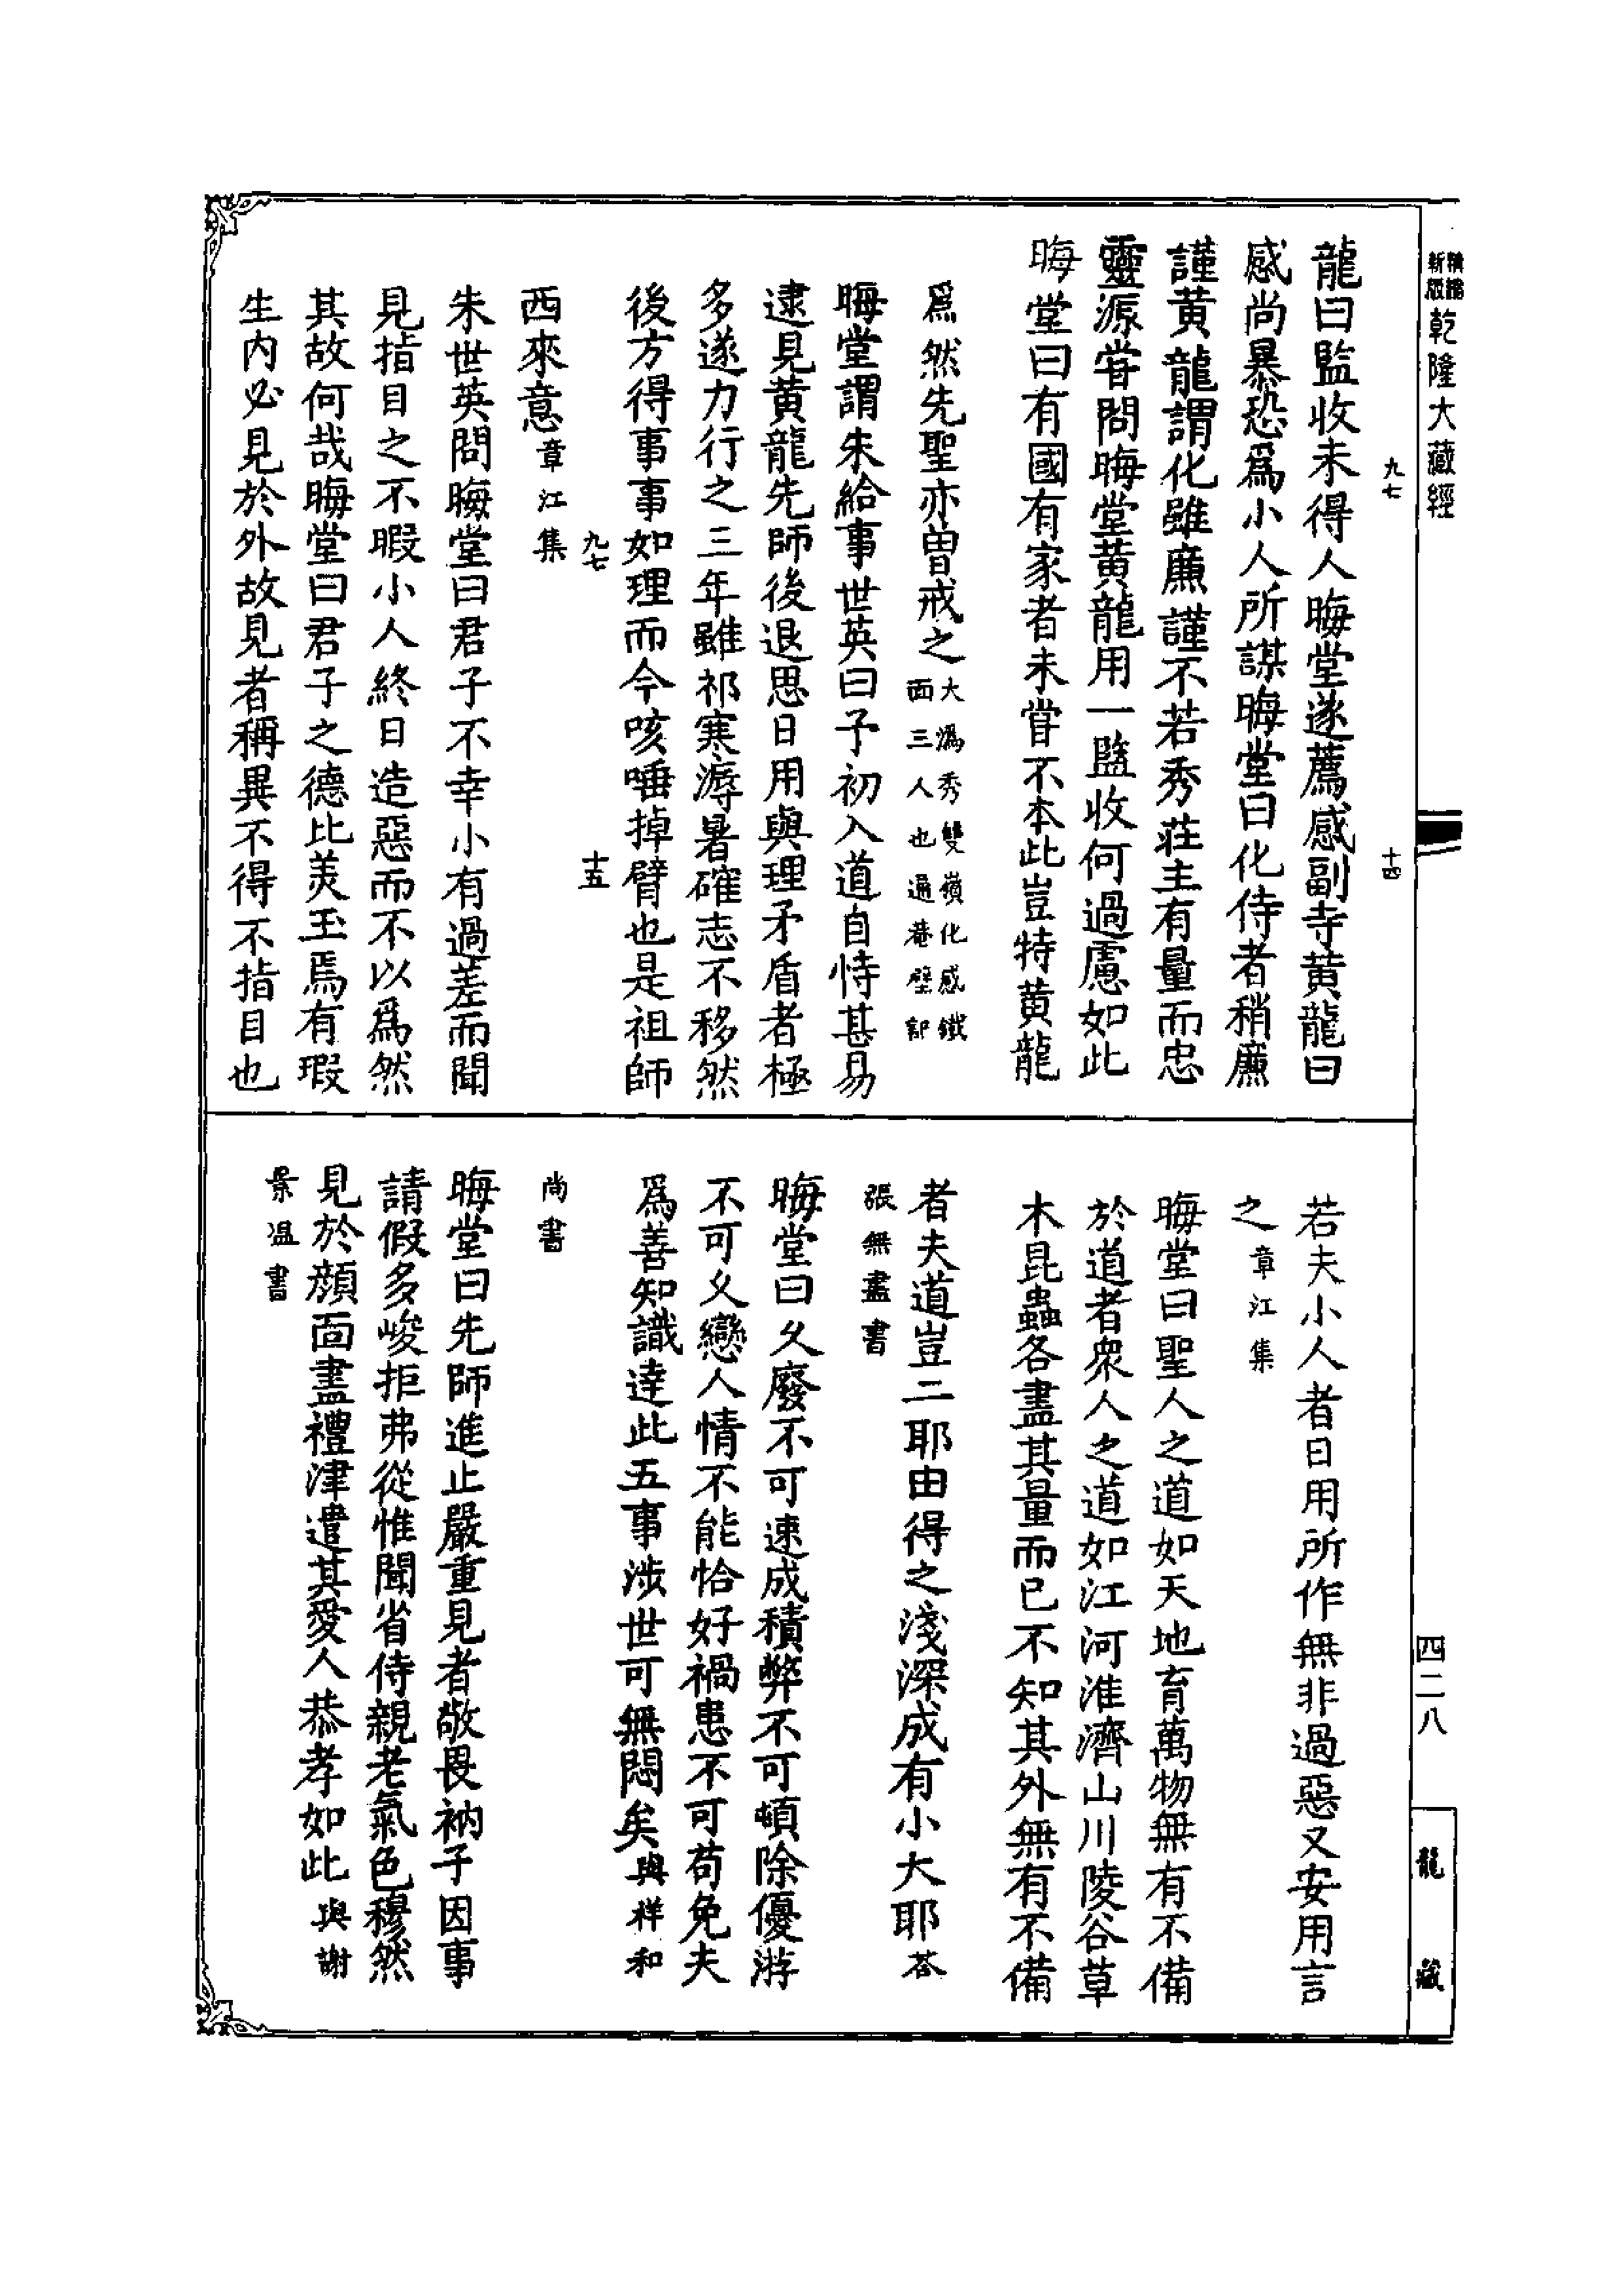 新版
乾隆大藏經
九七
十四
龍曰監收未得人晦堂遂薦感副寺黄龍曰
感尚暴恐爲小人所謀晦堂曰化侍者稍廉
謹黄龍謂化雖廉謹不若秀莊主有量而忠
靈源甞問晦堂黄龍用一監收何過慮如此
晦堂曰有國有家者未甞不本此豈特黄龍
爲然先聖亦曽戒之大溈秀雙嶺化感鐵
面三人也通菴壁記
晦堂謂朱給事世英曰予初入道自恃甚易
逮見黄龍先師後退思日用與理矛盾者極
多遂力行之三年雖祁寒溽暑確志不移然
後方得事事如理而今咳唾掉臂也是祖師
九七
十五
西來意章江集
朱世英問晦堂曰君子不幸小有過差而聞
見指目之不暇小人終日造惡而不以爲然
其故何哉晦堂曰君子之德比美玉焉有瑕
生内必見於外故見者稱異不得不指目也
若夫小人者日用所作無非過惡又安用言
之章江集
晦堂曰聖人之道如天地育萬物無有不備
於道者衆人之道如江河淮濟山川陵谷草
木昆蟲各盡其量而已不知其外無有不備
者夫道豈二耶由得之淺深成有小大耶荅
張無盡書
晦堂曰久廢不可速成積弊不可頓除優游
不可久戀人情不能恰好禍患不可苟免夫
爲善知識達此五事涉世可無悶矣與祥和
尚書
晦堂曰先師進止嚴重見者敬畏衲子因事
請假多峻拒弗從惟聞省侍親老氣色穆然
見於顔面盡禮津遣其愛人恭孝如此與謝
景温書
四二八
龍藏